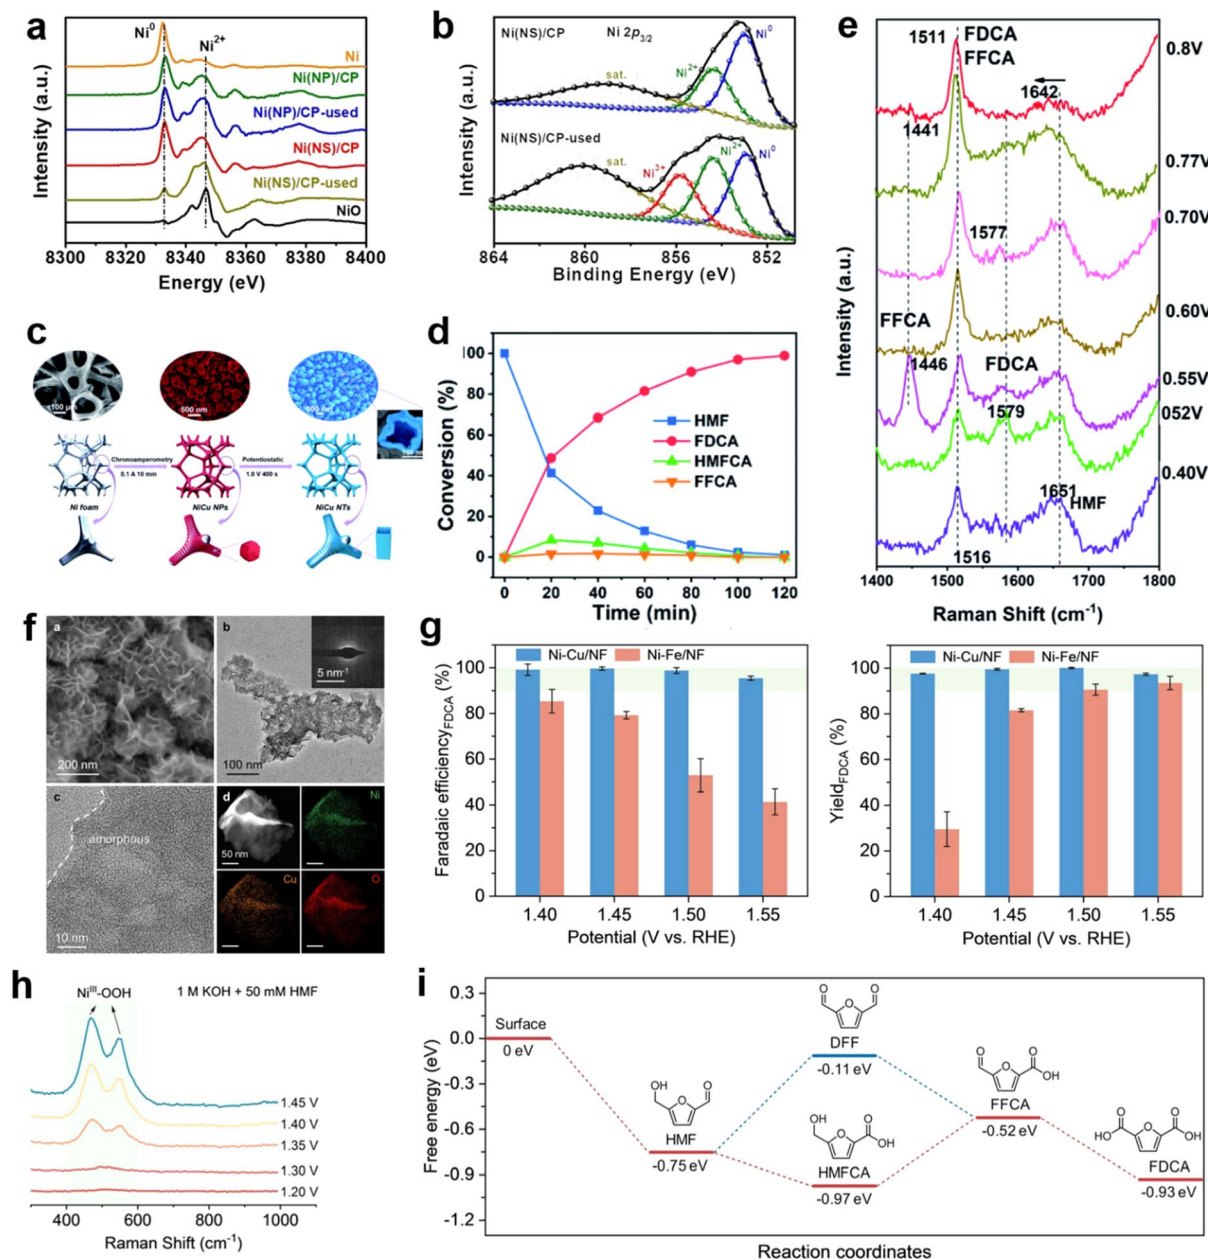 a
Ni⁰
Ni²⁺
Ni
Ni(NP)/CP
Ni(NP)/CP-used
Ni(NS)/CP
Ni(NS)/CP-used
NiO
Intensity (a.u.)
8300 8320 8340 8360 8380 8400
Energy (eV)
b
Ni(NS)/CP Ni 2p₃/₂
Ni⁰
Ni²⁺
sat.
Ni(NS)/CP-used
sat.
Ni³⁺
Ni²⁺
Ni⁰
Intensity (a.u.)
864 860 856 852
Binding Energy (eV)
c
100 μm
500 nm
Chronoamperometry
0.1 A 10 min
Potentiostatic
1.0 V 400 s
Ni foam
NiCu NPs
NiCu NTs
d
Conversion (%)
100
80
60
40
20
0
HMF
FDCA
HMFCA
FFCA
0 20 40 60 80 100 120
Time (min)
e
1511
FDCA
FFCA
1642
0.8V
1441
0.77V
1577
0.70V
FFCA
0.60V
1446
FDCA
0.55V
1579
052V
0.40V
1651
HMF
1516
Intensity (a.u.)
1400 1500 1600 1700 1800
Raman Shift (cm⁻¹)
f
a
200 nm
b
5 nm⁻¹
100 nm
c
amorphous
10 nm
d
50 nm
Ni
Cu
O
g
Ni-Cu/NF Ni-Fe/NF
Faradaic efficiency FDCA (%)
100
80
60
40
20
0
1.40 1.45 1.50 1.55
Potential (V vs. RHE)
Ni-Cu/NF Ni-Fe/NF
Yield FDCA (%)
100
80
60
40
20
0
1.40 1.45 1.50 1.55
Potential (V vs. RHE)
h
Niᴵᴵᴵ-OOH
1 M KOH + 50 mM HMF
Intensity (a.u.)
1.45 V
1.40 V
1.35 V
1.30 V
1.20 V
400 600 800 1000
Raman Shift (cm⁻¹)
i
Free energy (eV)
0.3
0.0
-0.3
-0.6
-0.9
-1.2
Surface
0 eV
OH
O
O
HMF
-0.75 eV
O
O
O
DFF
-0.11 eV
OH
O
O
OH
HMFCA
-0.97 eV
O
O
O
OH
FFCA
-0.52 eV
O
O
HO
O
OH
FDCA
-0.93 eV
Reaction coordinates